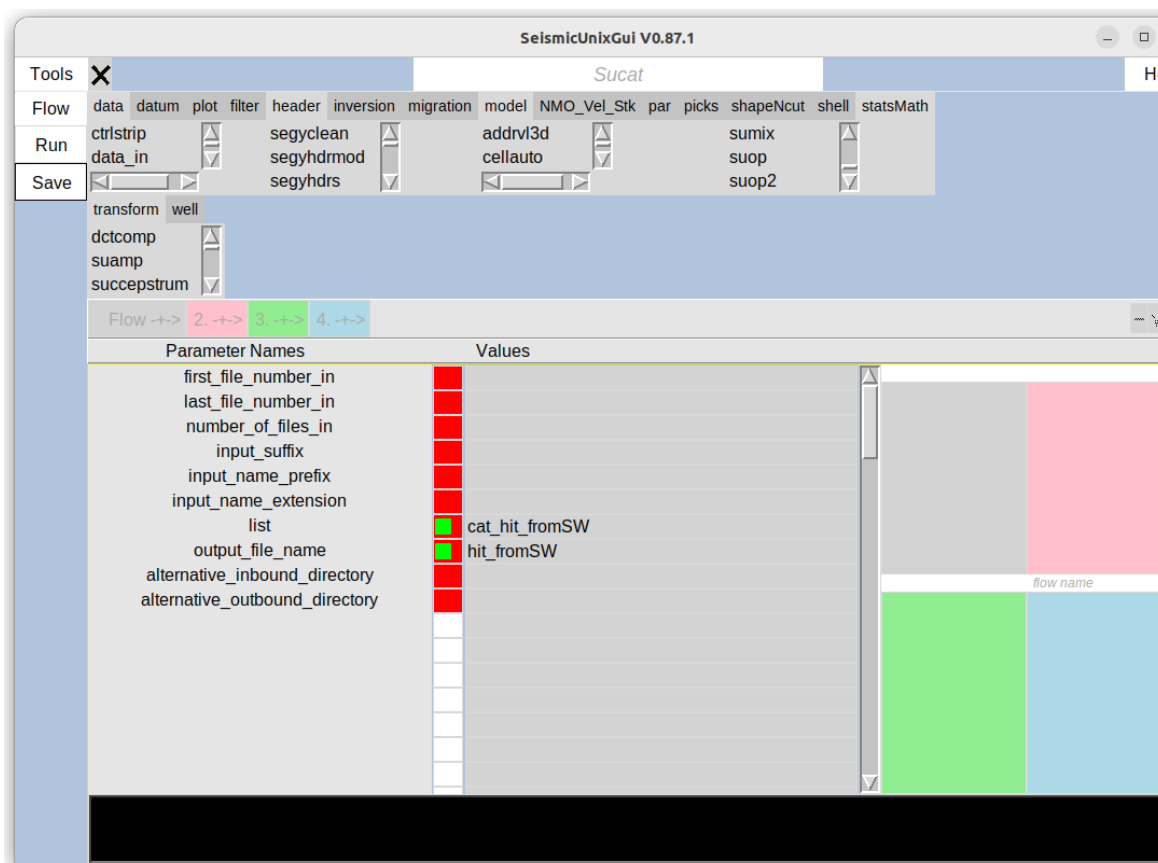 SeismicUnixGui V0.87.1
Tools Sucat
Flow data datum plot filter header inversion migration model NMO_Vel_Stk par picks shapeNcut shell statsMath
Run ctrlstrip segyclean addrvl3d sumix
data_in segyhdrmod cellauto suop
Save segyhdrs suop2
transform well
dctcomp
suamp
succepstrum
Flow -+-> 2. -+-> 3. -+-> 4. -+->
Parameter Names Values
first_file_number_in
last_file_number_in
number_of_files_in
input_suffix
input_name_prefix
input_name_extension
list cat_hit_fromSW
output_file_name hit_fromSW
alternative_inbound_directory
flow name
alternative_outbound_directory